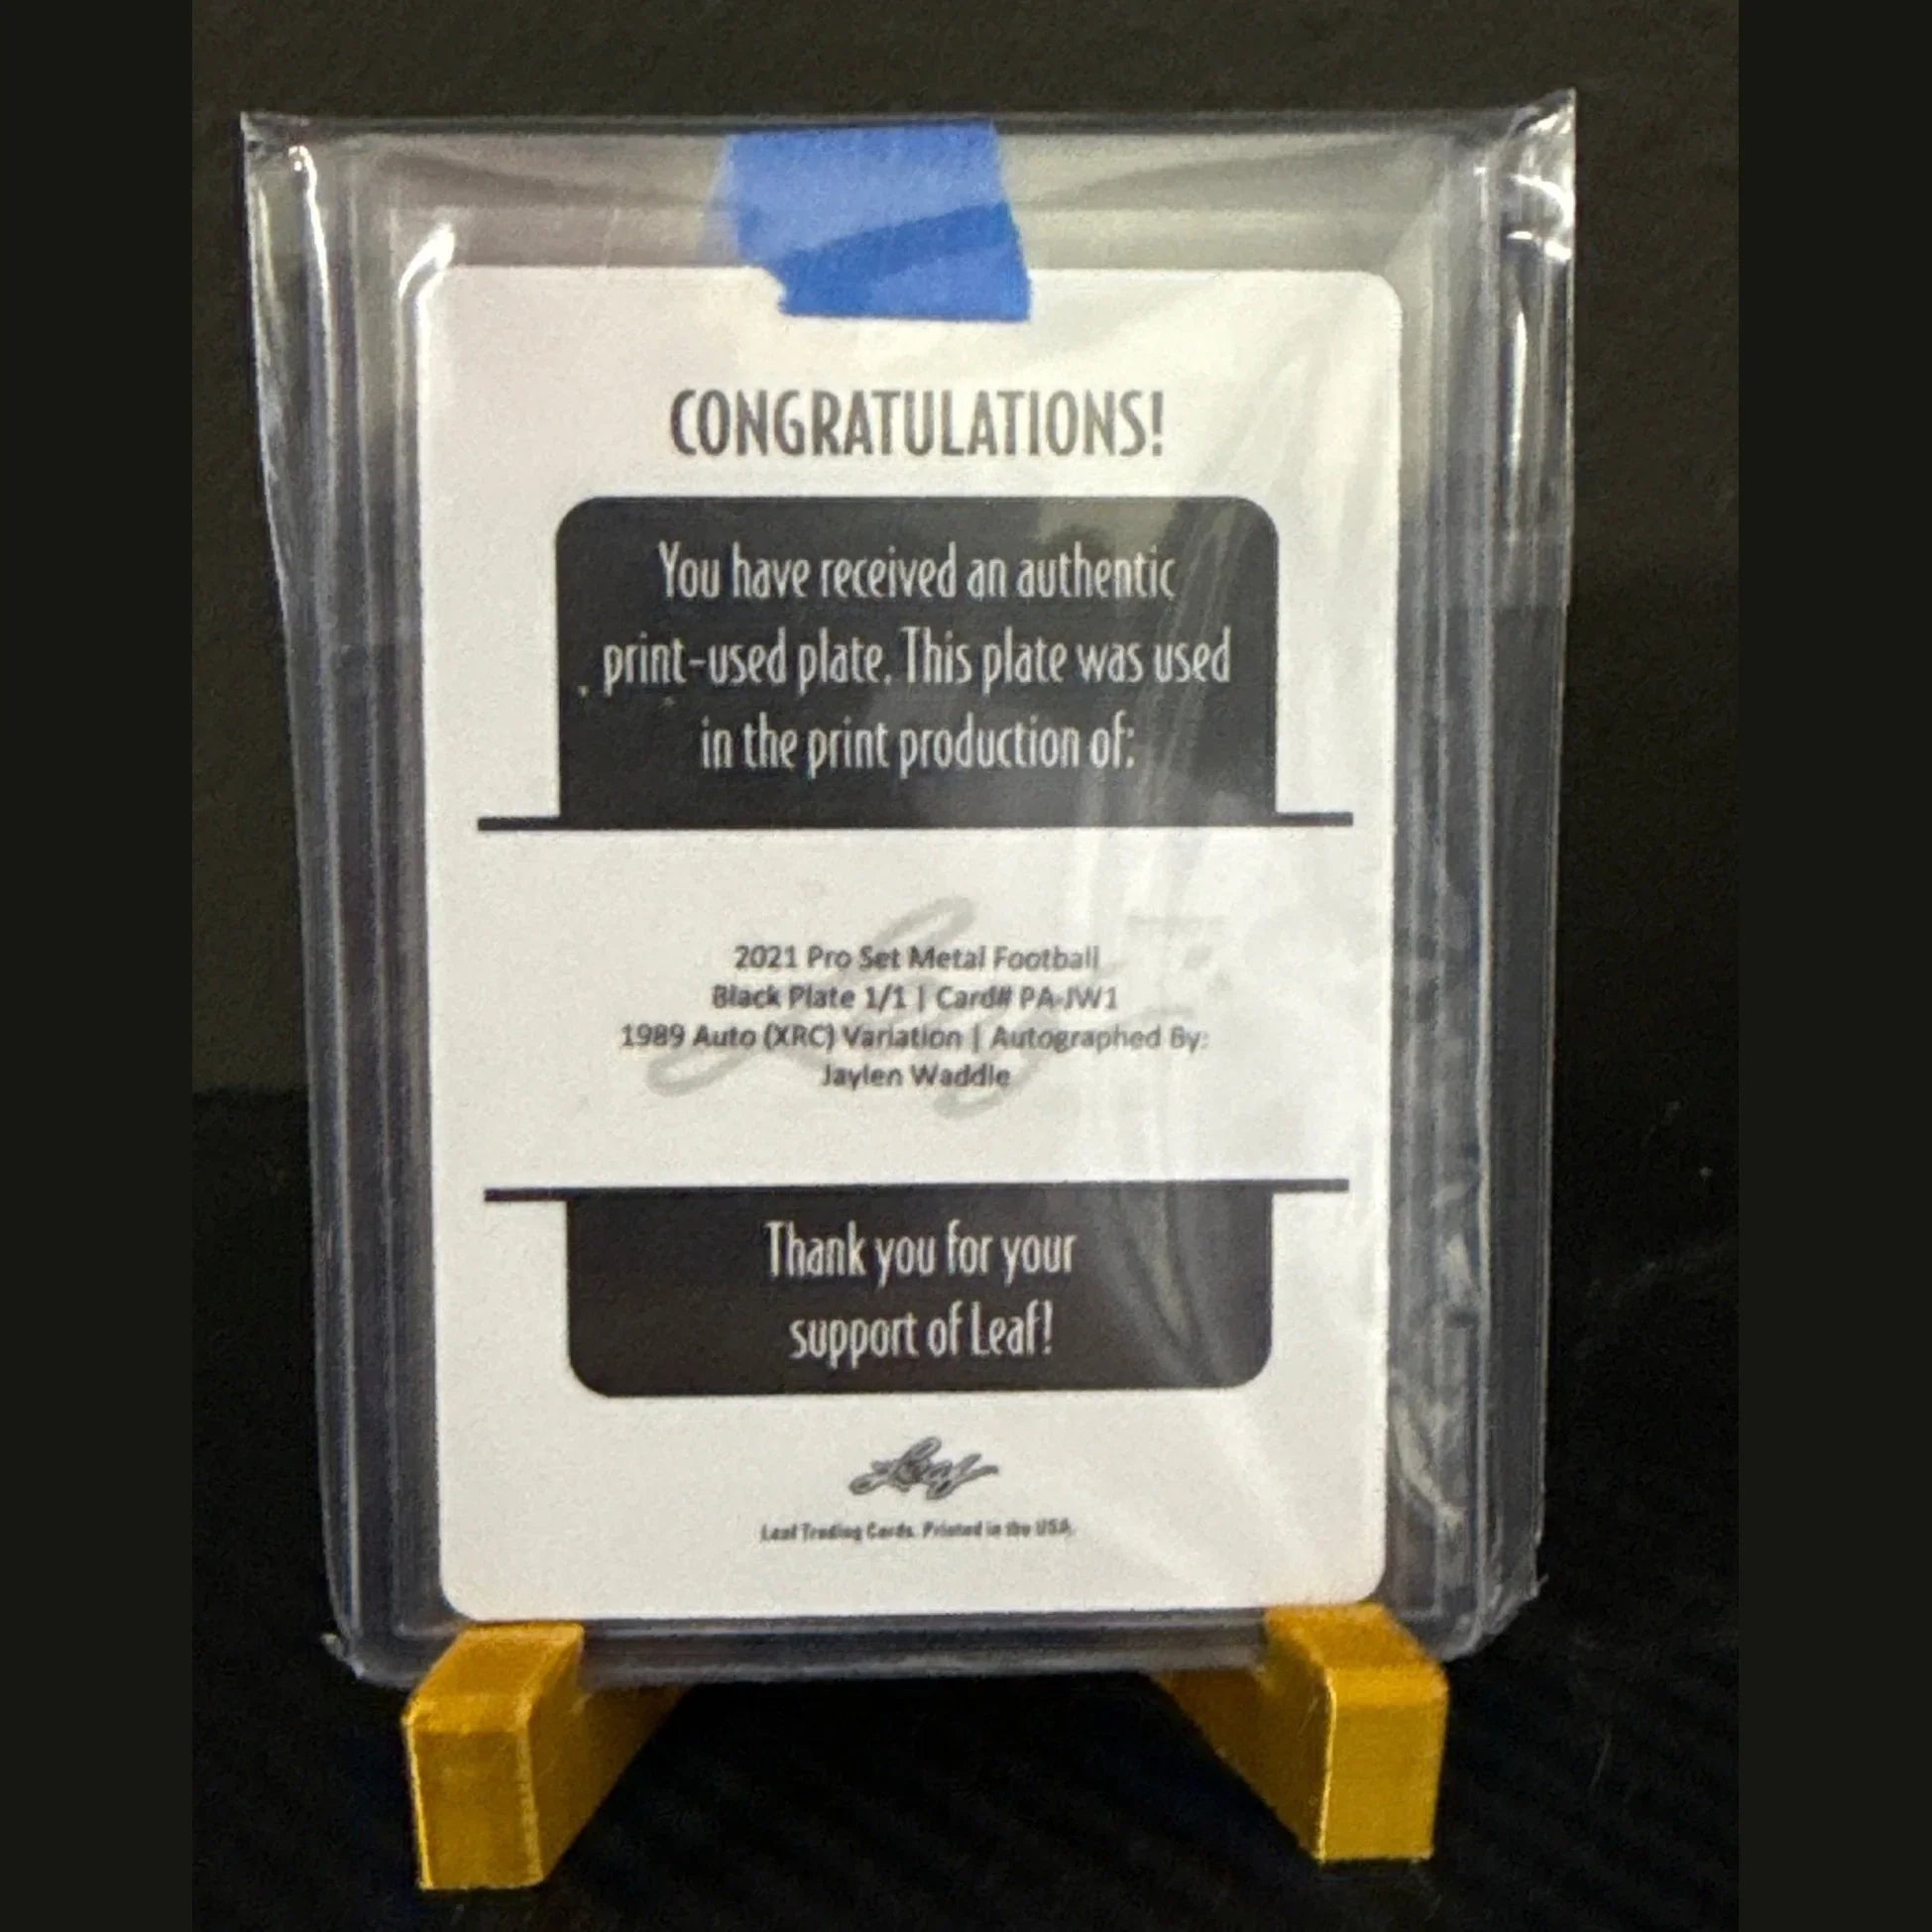 CONGRATULATIONS!
You have received an authentic
print-used plate. This plate was used
in the print production of:
2021 Pro Set Metal Football
Black Plate 1/1 | Card# PA-JW1
1989 Auto (XRC) Variation | Autographed By:
Jaylen Waddle
Thank you for your
support of Leaf!
Leaf
Leaf Trading Cards. Printed in the USA.